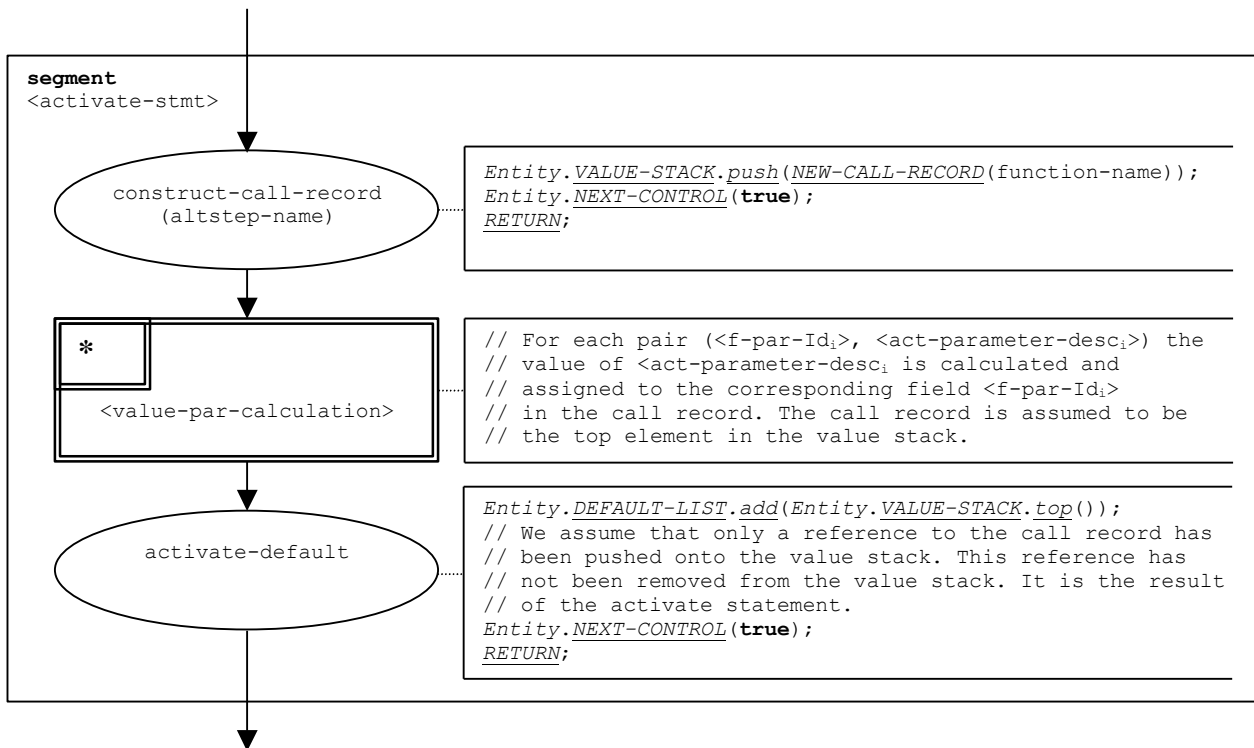 segment
<activate-stmt>
construct-call-record
(altstep-name)
Entity.VALUE-STACK.push(NEW-CALL-RECORD(function-name));
Entity.NEXT-CONTROL(true);
RETURN;
*
<value-par-calculation>
// For each pair (<f-par-Idᵢ>, <act-parameter-descᵢ>) the
// value of <act-parameter-descᵢ is calculated and
// assigned to the corresponding field <f-par-Idᵢ>
// in the call record. The call record is assumed to be
// the top element in the value stack.
activate-default
Entity.DEFAULT-LIST.add(Entity.VALUE-STACK.top());
// We assume that only a reference to the call record has
// been pushed onto the value stack. This reference has
// not been removed from the value stack. It is the result
// of the activate statement.
Entity.NEXT-CONTROL(true);
RETURN;